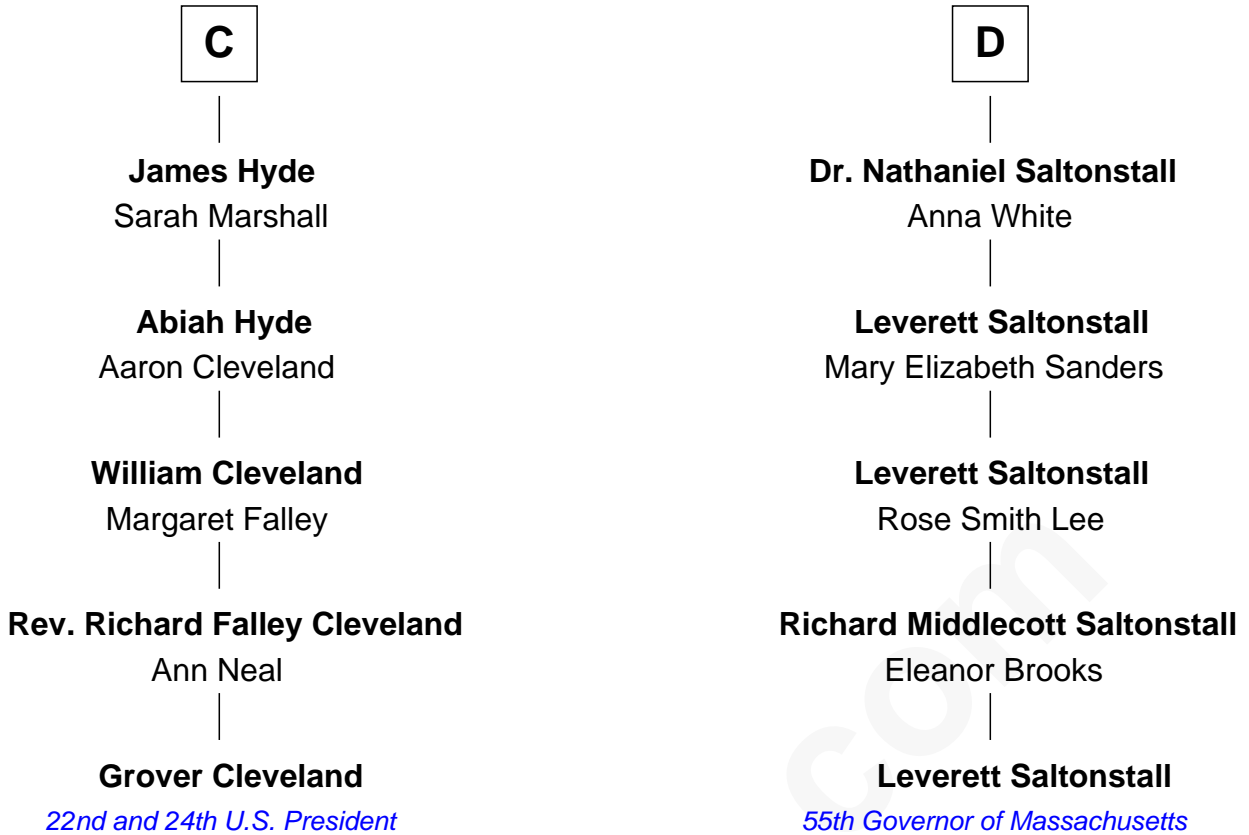 C
James Hyde
Sarah Marshall
Abiah Hyde
Aaron Cleveland
William Cleveland
Margaret Falley
Rev. Richard Falley Cleveland
Ann Neal
Grover Cleveland
22nd and 24th U.S. President
D
Dr. Nathaniel Saltonstall
Anna White
Leverett Saltonstall
Mary Elizabeth Sanders
Leverett Saltonstall
Rose Smith Lee
Richard Middlecott Saltonstall
Eleanor Brooks
Leverett Saltonstall
55th Governor of Massachusetts
com